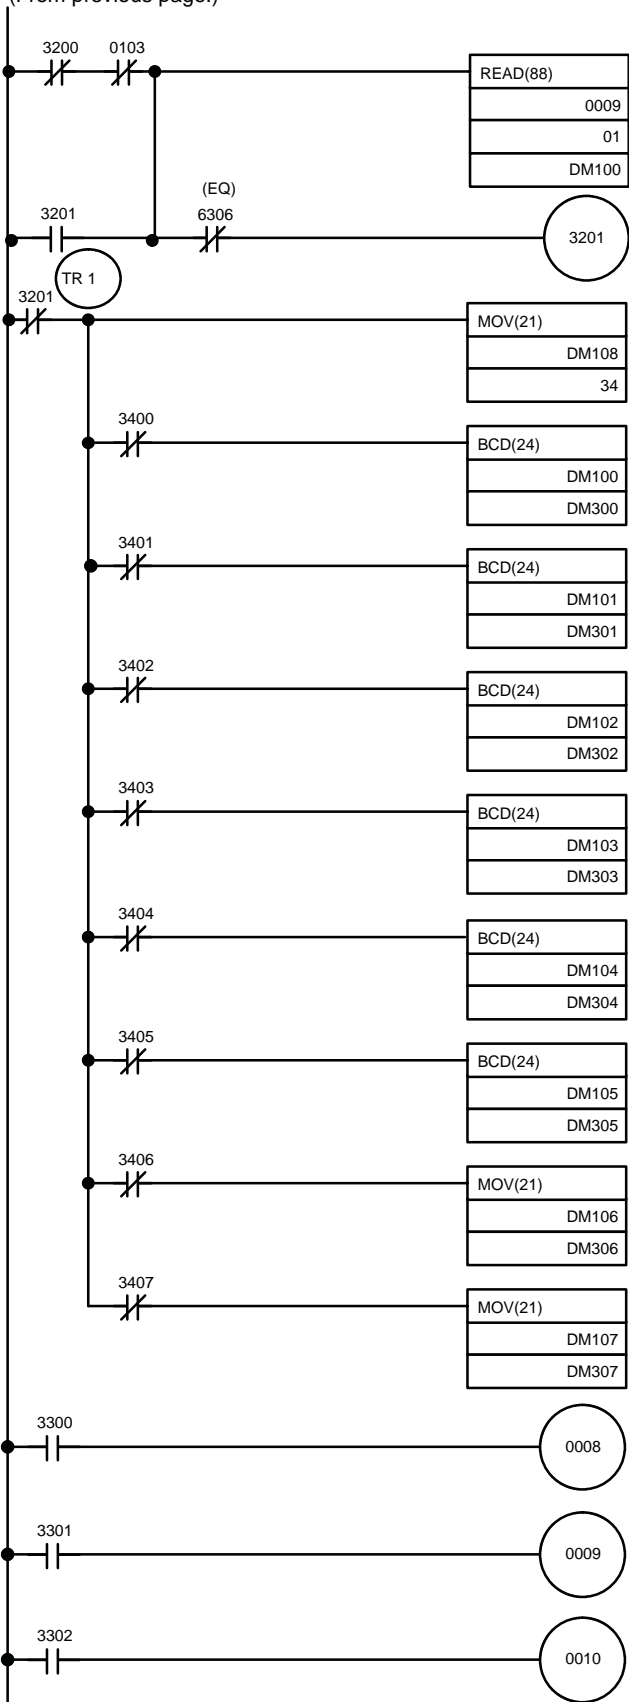 (From previous page.)
3200 0103
READ(88)
0009
01
DM100
(EQ)
3201 6306
3201
TR 1
3201
MOV(21)
DM108
34
3400
BCD(24)
DM100
DM300
3401
BCD(24)
DM101
DM301
3402
BCD(24)
DM102
DM302
3403
BCD(24)
DM103
DM303
3404
BCD(24)
DM104
DM304
3405
BCD(24)
DM105
DM305
3406
MOV(21)
DM106
DM306
3407
MOV(21)
DM107
DM307
3300
0008
3301
0009
3302
0010